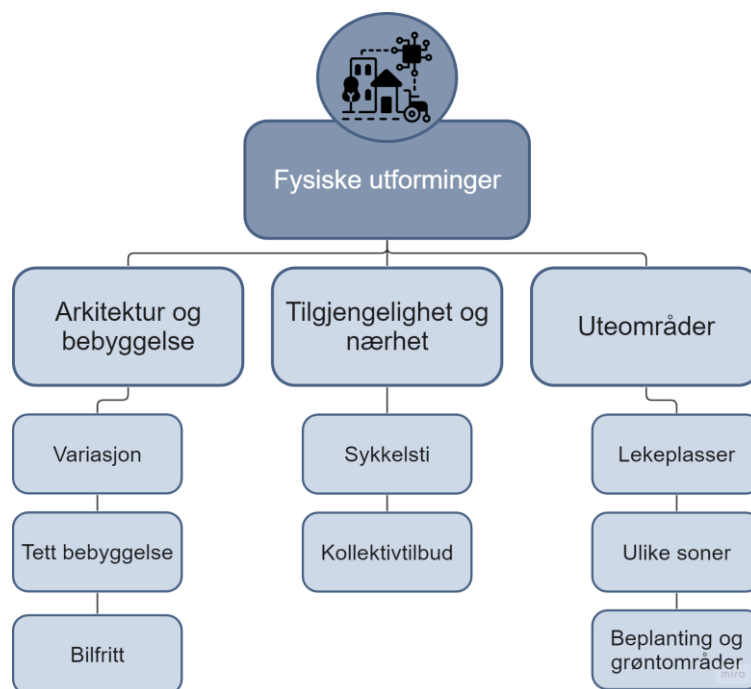 Fysiske utforminger
Arkitektur og
bebyggelse
Tilgjengelighet og
nærhet
Uteområder
Variasjon
Sykkelsti
Lekeplasser
Tett bebyggelse
Kollektivtilbud
Ulike soner
Bilfritt
Beplanting og
grøntområder
miro